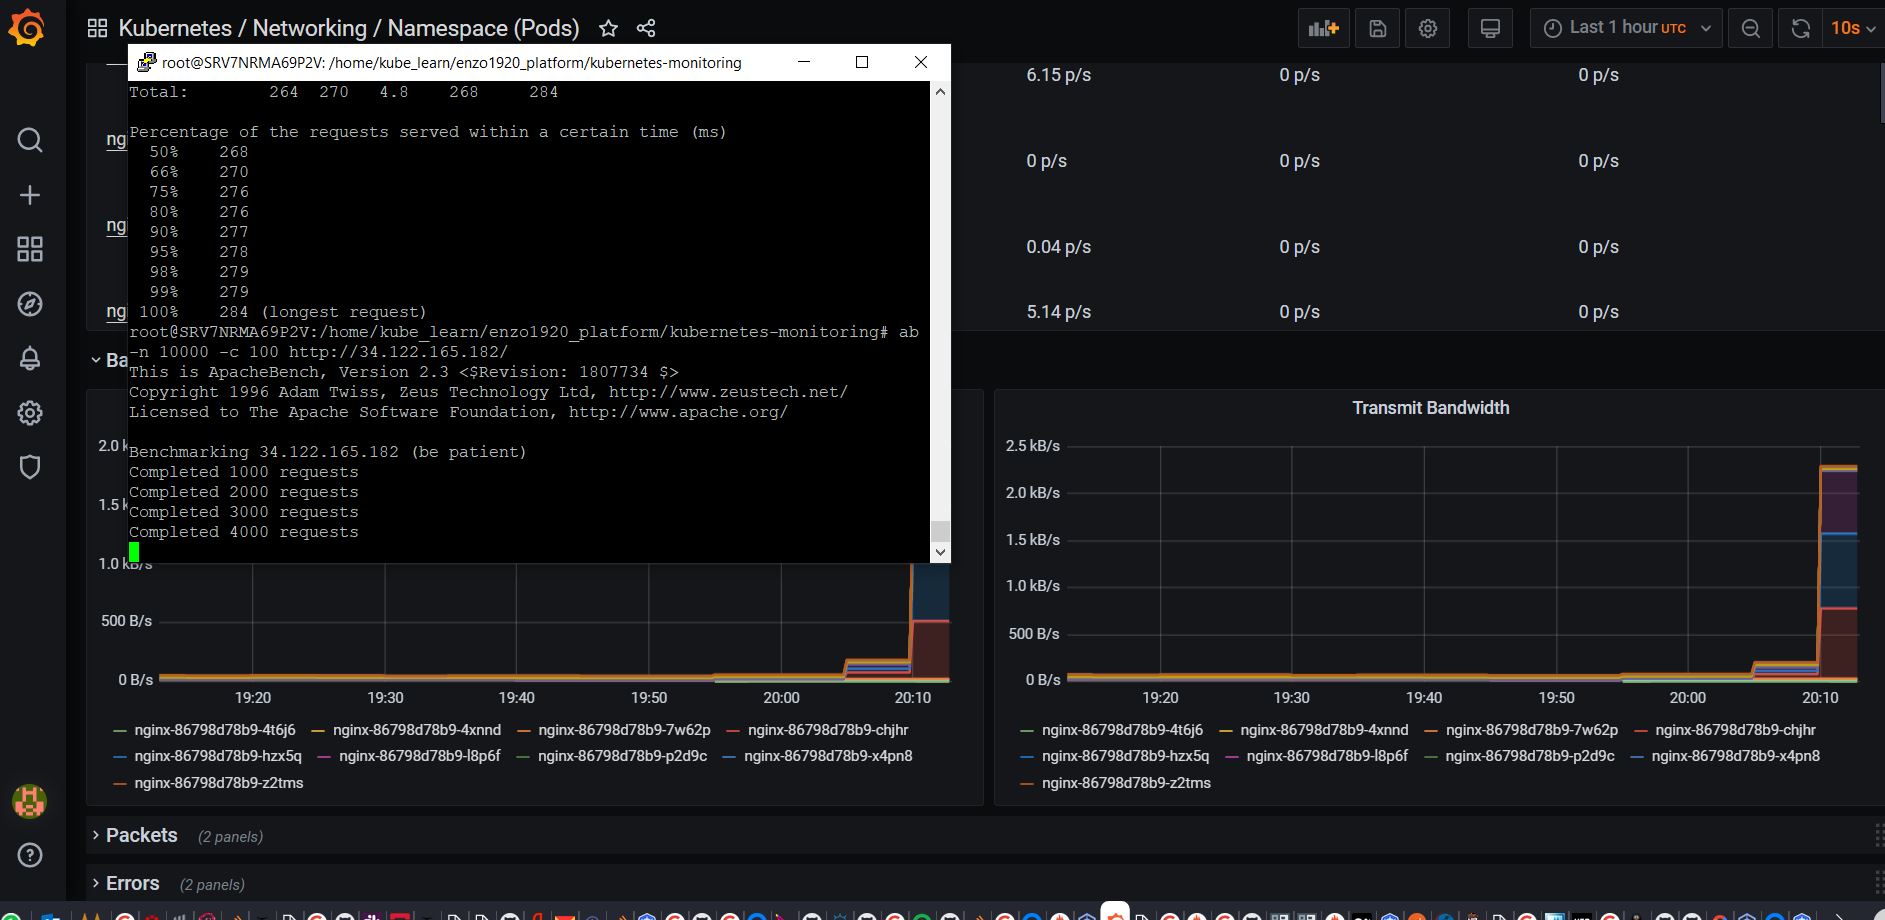 Kubernetes / Networking / Namespace (Pods)
Last 1 hour UTC
10s
root@SRV7NRMA69P2V: /home/kube_learn/enzo1920_platform/kubernetes-monitoring
Total: 264 270 4.8 268 284
Percentage of the requests served within a certain time (ms)
50% 268
66% 270
75% 276
80% 276
90% 277
95% 278
98% 279
99% 279
100% 284 (longest request)
root@SRV7NRMA69P2V:/home/kube_learn/enzo1920_platform/kubernetes-monitoring# ab
-n 10000 -c 100 http://34.122.165.182/
This is ApacheBench, Version 2.3 <$Revision: 1807734 $>
Copyright 1996 Adam Twiss, Zeus Technology Ltd, http://www.zeustech.net/
Licensed to The Apache Software Foundation, http://www.apache.org/
Benchmarking 34.122.165.182 (be patient)
Completed 1000 requests
Completed 2000 requests
Completed 3000 requests
Completed 4000 requests
6.15 p/s 0 p/s 0 p/s
ng
0 p/s 0 p/s 0 p/s
ngi
0.04 p/s 0 p/s 0 p/s
ng
5.14 p/s 0 p/s 0 p/s
Ba
2.0 k
1.5 k
1.0 kB/s
500 B/s
0 B/s
19:20 19:30 19:40 19:50 20:00 20:10
nginx-86798d78b9-4t6j6 nginx-86798d78b9-4xnnd nginx-86798d78b9-7w62p nginx-86798d78b9-chjhr
nginx-86798d78b9-hzx5q nginx-86798d78b9-l8p6f nginx-86798d78b9-p2d9c nginx-86798d78b9-x4pn8
nginx-86798d78b9-z2tms
Transmit Bandwidth
2.5 kB/s
2.0 kB/s
1.5 kB/s
1.0 kB/s
500 B/s
0 B/s
19:20 19:30 19:40 19:50 20:00 20:10
nginx-86798d78b9-4t6j6 nginx-86798d78b9-4xnnd nginx-86798d78b9-7w62p nginx-86798d78b9-chjhr
nginx-86798d78b9-hzx5q nginx-86798d78b9-l8p6f nginx-86798d78b9-p2d9c nginx-86798d78b9-x4pn8
nginx-86798d78b9-z2tms
Packets (2 panels)
Errors (2 panels)